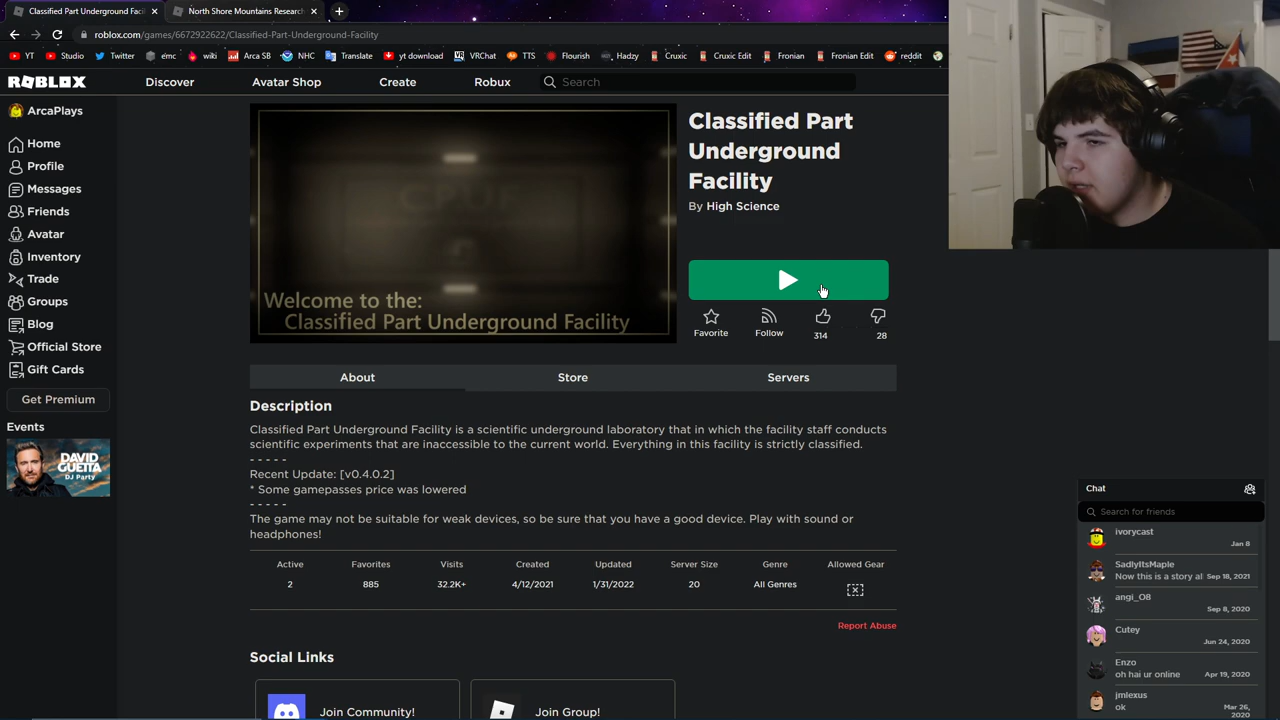 Classified Part Underground Faci
North Shore Mountains Research
roblox.com/games/6672922622/Classified-Part-Underground-Facility
YT
Studio
Twitter
emc
wiki
Arca SB
NHC
Translate
yt download
VRChat
TTS
Flourish
Hadzy
Cruxic
Cruxic Edit
Fronian
Fronian Edit
reddit
ROBLOX
Discover
Avatar Shop
Create
Robux
Search
ArcaPlays
Home
Profile
Messages
Friends
Avatar
Inventory
Trade
Groups
Blog
Official Store
Gift Cards
Get Premium
Events
DAVID
GUETTA
DJ PARTY
Welcome to the:
Classified Part Underground Facility
Classified Part
Underground
Facility
By High Science
Favorite
Follow
314
28
About
Store
Servers
Description
Classified Part Underground Facility is a scientific underground laboratory that in which the facility staff conducts
scientific experiments that are inaccessible to the current world. Everything in this facility is strictly classified.
- - - - -
Recent Update: [v0.4.0.2]
* Some gamepasses price was lowered
- - - - -
The game may not be suitable for weak devices, so be sure that you have a good device. Play with sound or
headphones!
Active
Favorites
Visits
Created
Updated
Server Size
Genre
Allowed Gear
2
885
32.2K+
4/12/2021
1/31/2022
20
All Genres
Report Abuse
Social Links
Join Community!
Join Group!
Chat
Search for friends
ivorycast
Jan 8
SadlyItsMaple
Now this is a story al
Sep 18, 2021
angi_O8
Sep 8, 2020
Cutey
Jun 24, 2020
Enzo
oh hai ur online
Apr 19, 2020
jmlexus
ok
Mar 26,
2020